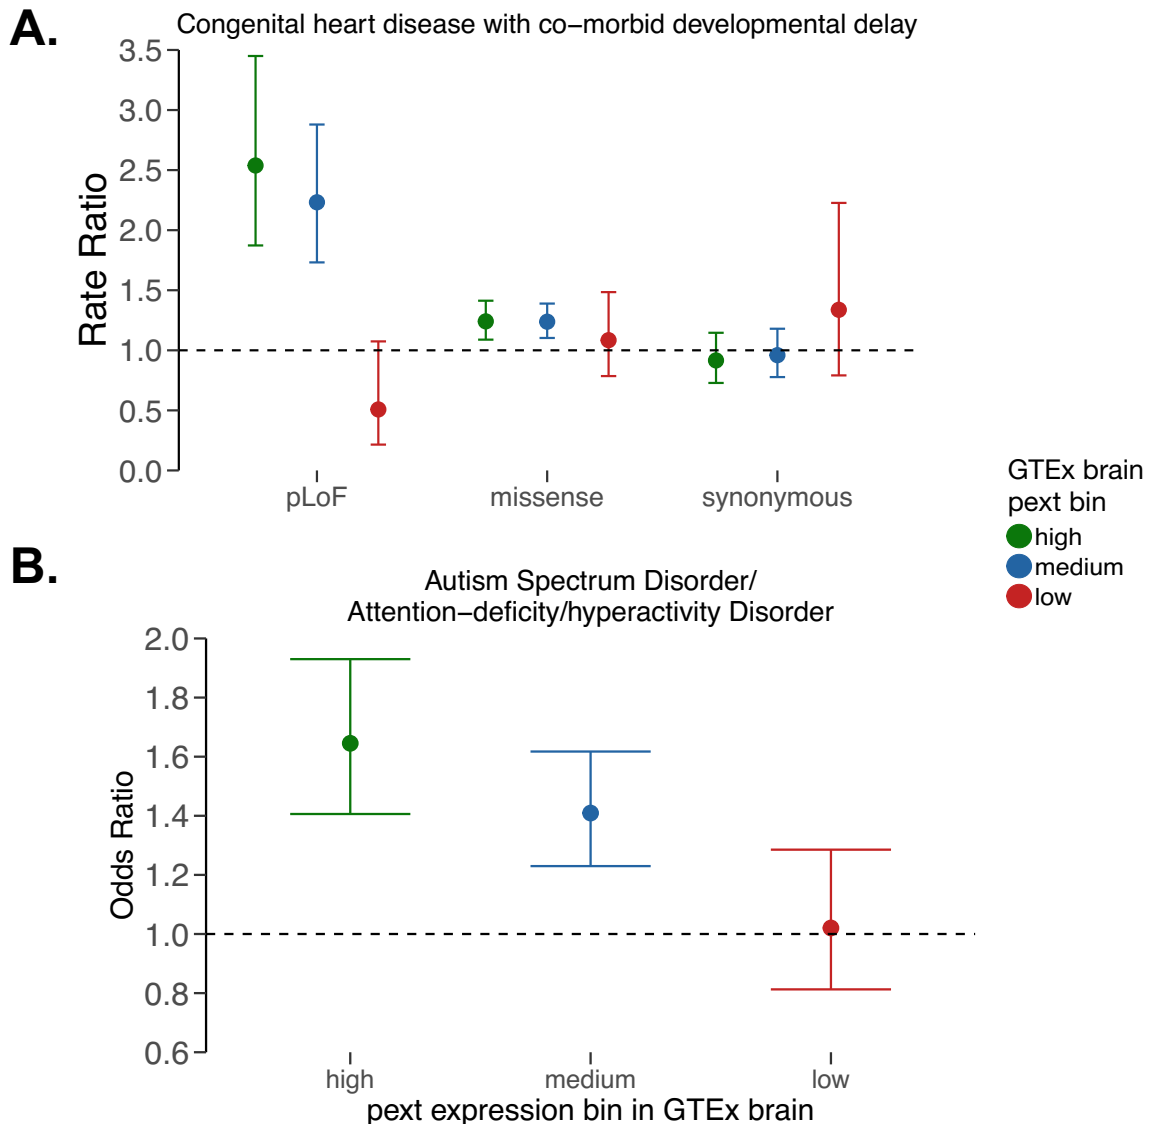 A.
Congenital heart disease with co−morbid developmental delay
Rate Ratio
3.5
3.0
2.5
2.0
1.5
1.0
0.5
0.0
pLoF
missense
synonymous
GTEx brain
pext bin
high
medium
low
B.
Autism Spectrum Disorder/
Attention−deficity/hyperactivity Disorder
Odds Ratio
2.0
1.8
1.6
1.4
1.2
1.0
0.8
0.6
high
medium
low
pext expression bin in GTEx brain